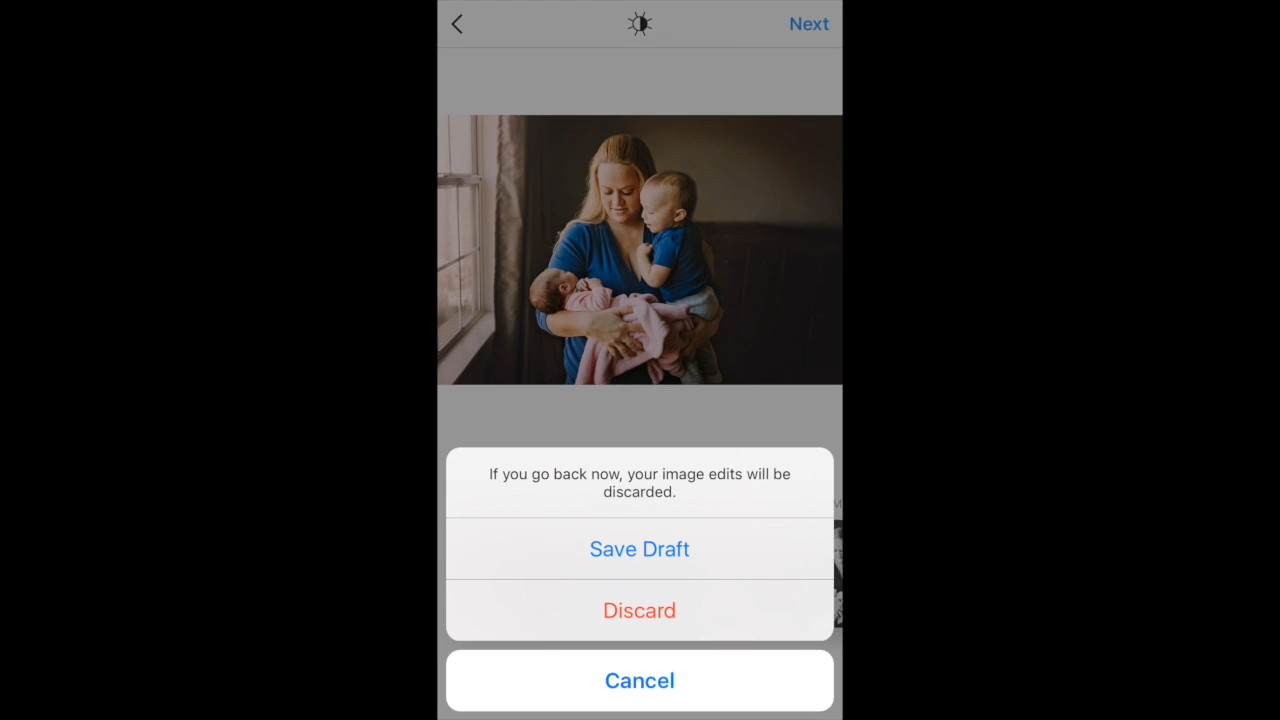 Next
If you go back now, your image edits will be
discarded.
Save Draft
Discard
Cancel